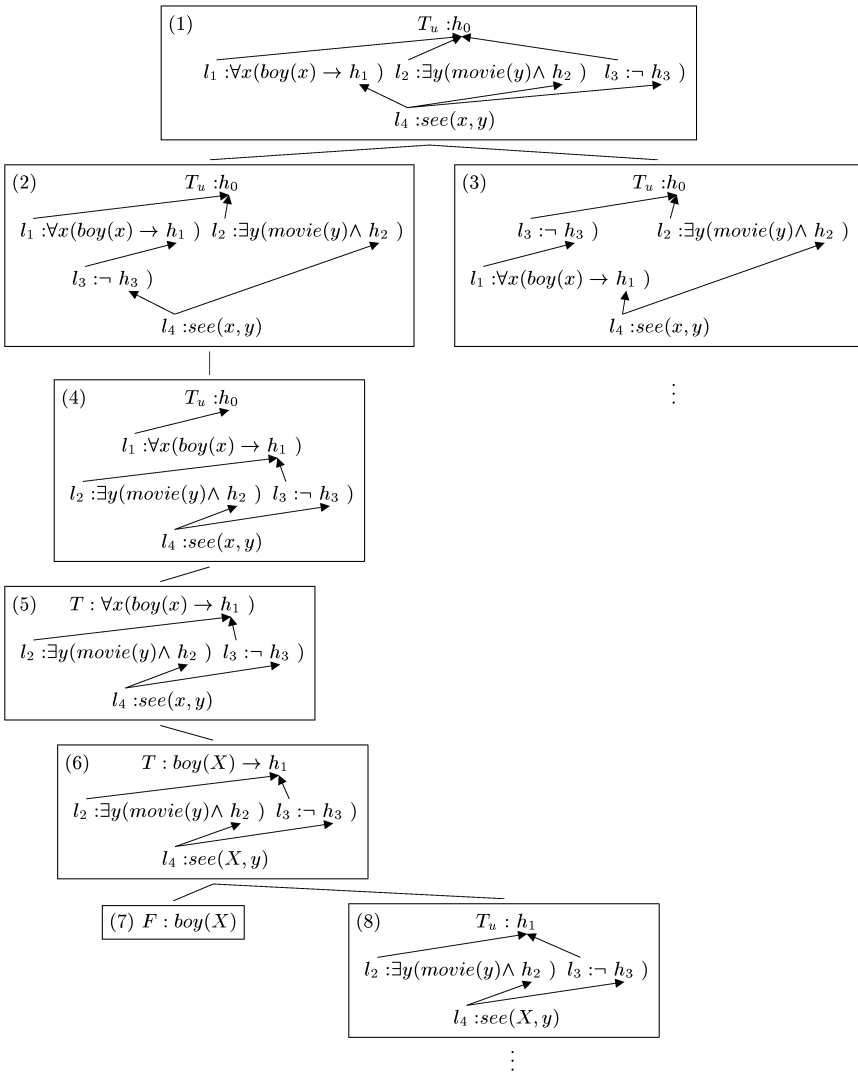 (1) T_u :h_0
l_1 :∀x(boy(x) → h_1 ) l_2 :∃y(movie(y)∧ h_2 ) l_3 :¬ h_3 )
l_4 :see(x, y)
(2) T_u :h_0
l_1 :∀x(boy(x) → h_1 ) l_2 :∃y(movie(y)∧ h_2 )
l_3 :¬ h_3 )
l_4 :see(x, y)
(3) T_u :h_0
l_3 :¬ h_3 ) l_2 :∃y(movie(y)∧ h_2 )
l_1 :∀x(boy(x) → h_1 )
l_4 :see(x, y)
⋮
(4) T_u :h_0
l_1 :∀x(boy(x) → h_1 )
l_2 :∃y(movie(y)∧ h_2 ) l_3 :¬ h_3 )
l_4 :see(x, y)
(5) T : ∀x(boy(x) → h_1 )
l_2 :∃y(movie(y)∧ h_2 ) l_3 :¬ h_3 )
l_4 :see(x, y)
(6) T : boy(X) → h_1
l_2 :∃y(movie(y)∧ h_2 ) l_3 :¬ h_3 )
l_4 :see(X, y)
(7) F : boy(X)
(8) T_u : h_1
l_2 :∃y(movie(y)∧ h_2 ) l_3 :¬ h_3 )
l_4 :see(X, y)
⋮